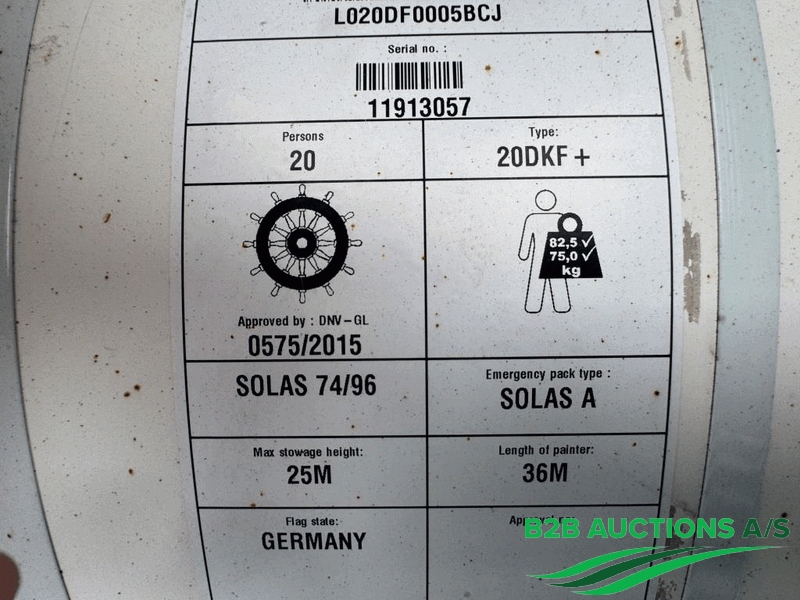 L020DF0005BCJ
Serial no. :
11913057
Persons
20
Type:
20DKF +
82,5 ✓
75,0 ✓
kg
Approved by : DNV-GL
0575/2015
SOLAS 74/96
Emergency pack type :
SOLAS A
Max stowage height:
25M
Length of painter:
36M
Flag state:
GERMANY
B2B AUCTIONS A/S